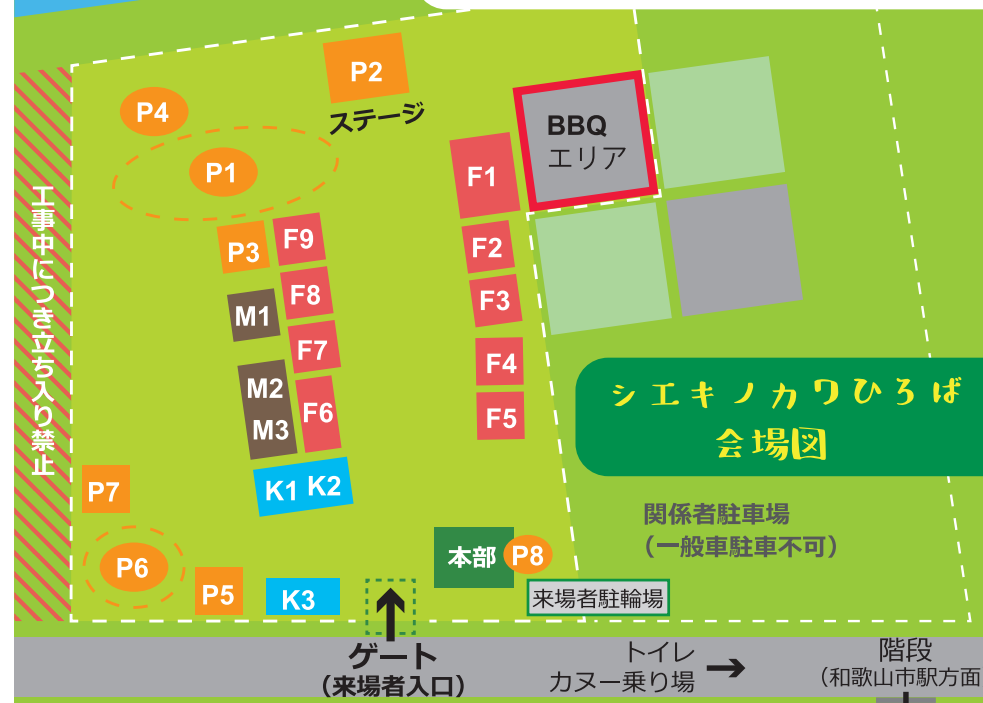 P2
ステージ
P4
P1
BBQ
エリア
F1
F9
P3
F2
F8
F3
M1
F7
F4
M2
M3
F6
F5
工事中につき立ち入り禁止
シエキノカワひろば
会場図
K1 K2
P7
関係者駐車場
(一般車駐車不可)
本部
P8
P6
P5
K3
来場者駐輪場
ゲート
(来場者入口)
トイレ
カヌー乗り場
階段
(和歌山市駅方面